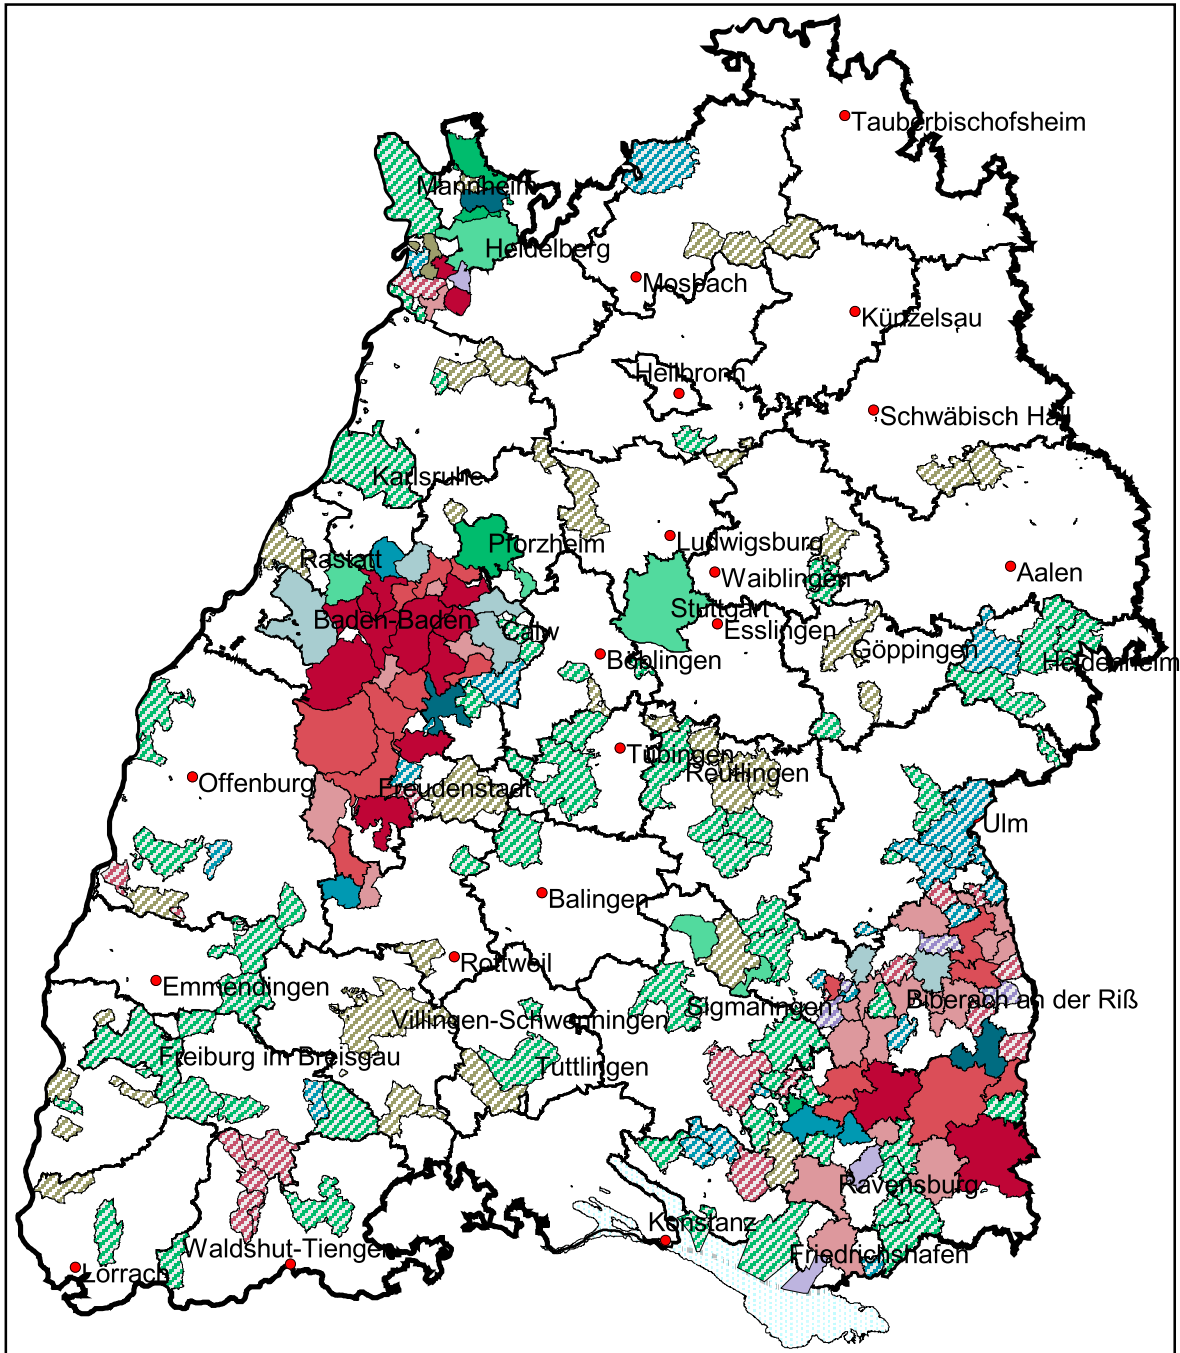 Tauberbischofsheim
Mannheim
Heidelberg
Mosbach
Künzelsau
Heilbronn
Schwäbisch Hall
Karlsruhe
Pforzheim
Ludwigsburg
Rastatt
Waiblingen
Aalen
Stuttgart
Baden-Baden
Esslingen
Calw
Göppingen
Böblingen
Heidenheim
Tübingen
Reutlingen
Offenburg
Freudenstadt
Ulm
Balingen
Rottweil
Emmendingen
Biberach an der Riß
Sigmaringen
Villingen-Schwenningen
Freiburg im Breisgau
Tuttlingen
Ravensburg
Konstanz
Waldshut-Tiengen
Friedrichshafen
Lörrach